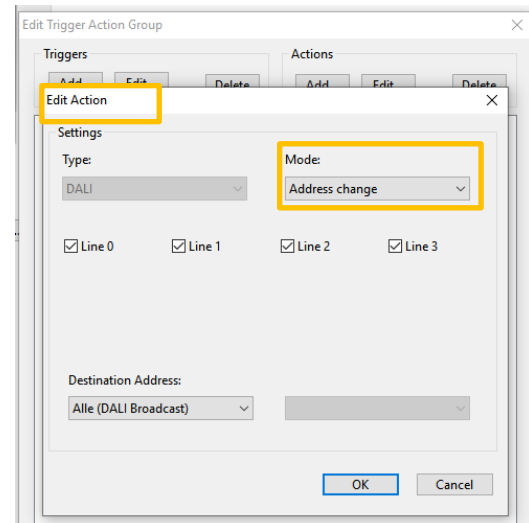 Edit Trigger Action Group
Triggers
Actions
Add... Edit... Delete Add... Edit... Delete
Edit Action
Settings
Type:
Mode:
DALI
Address change
Line 0 Line 1 Line 2 Line 3
Destination Address:
Alle (DALI Broadcast)
OK Cancel